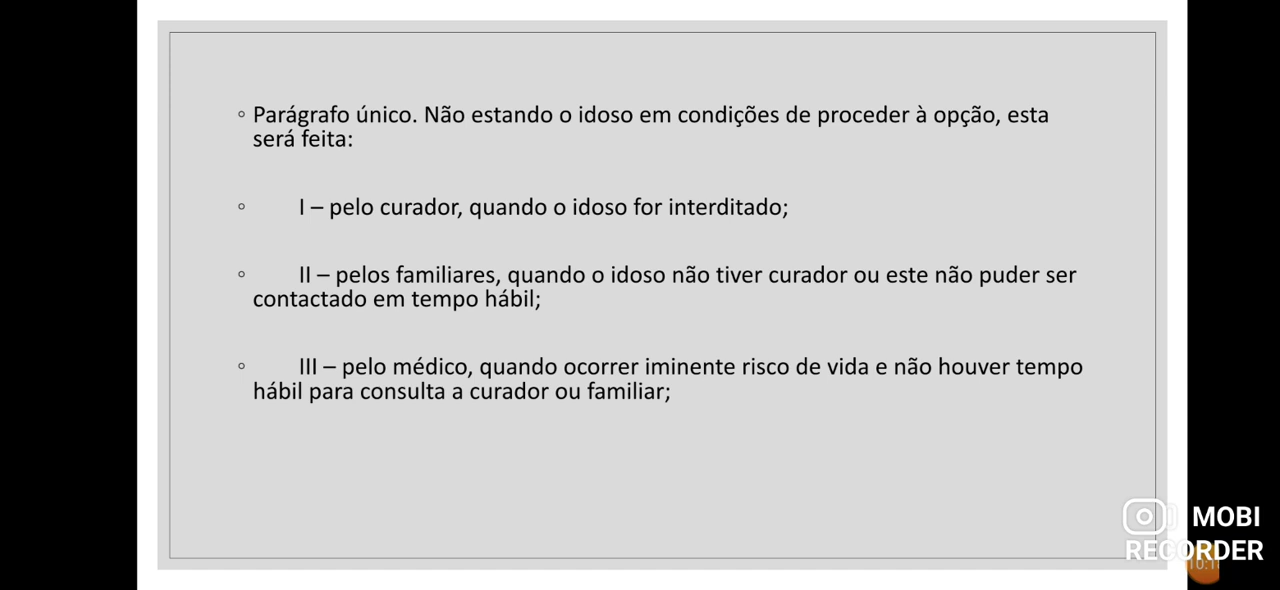 ◦ Parágrafo único. Não estando o idoso em condições de proceder à opção, esta
será feita:
◦ I – pelo curador, quando o idoso for interditado;
◦ II – pelos familiares, quando o idoso não tiver curador ou este não puder ser
contactado em tempo hábil;
◦ III – pelo médico, quando ocorrer iminente risco de vida e não houver tempo
hábil para consulta a curador ou familiar;
MOBI
RECORDER